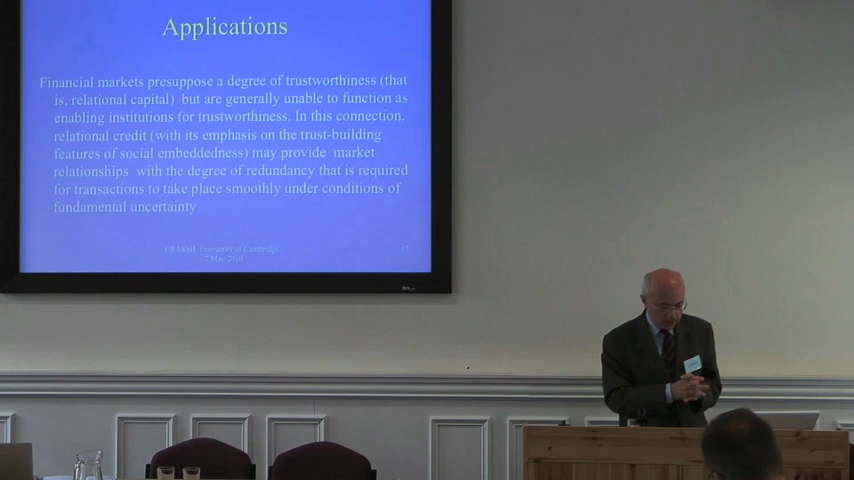 Applications
Financial markets presuppose a degree of trustworthiness (that
is, relational capital) but are generally unable to function as
enabling institutions for trustworthiness. In this connection,
relational credit (with its emphasis on the trust-building
features of social embeddedness) may provide market
relationships with the degree of redundancy that is required
for transactions to take place smoothly under conditions of
fundamental uncertainty
CRASSH, University of Cambridge,
7 May 2010